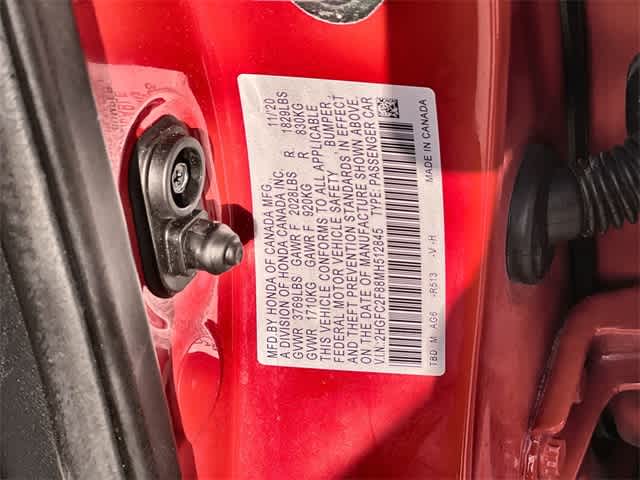 MFD.BY HONDA OF CANADA MFG. 11/20
A DIVISION OF HONDA CANADA INC.
GVWR 3769LBS GAWR F 2028LBS R 1829LBS
GVWR 1710KG GAWR F 920KG R 830KG
THIS VEHICLE CONFORMS TO ALL APPLICABLE
FEDERAL MOTOR VEHICLE SAFETY, BUMPER,
AND THEFT PREVENTION STANDARDS IN EFFECT
ON THE DATE OF MANUFACTURE SHOWN ABOVE.
V.I.N.: 2HGFC2F88MH512845 TYPE: PASSENGER CAR
TBD M AG6 -R513 -V -H MADE IN CANADA